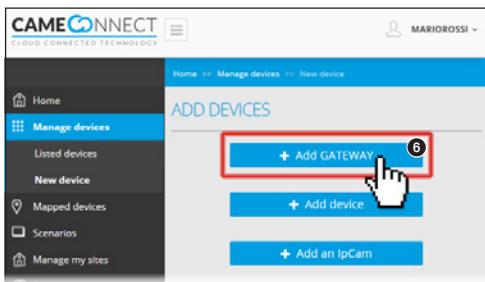 CAMECONNECT
CLOUD CONNECTED TECHNOLOGY
MARIOROSSI
Home >> Manage devices >> New device
Home
Manage devices
Listed devices
New device
Mapped devices
Scenarios
Manage my sites
ADD DEVICES
+ Add GATEWAY
6
+ Add device
+ Add an IpCam